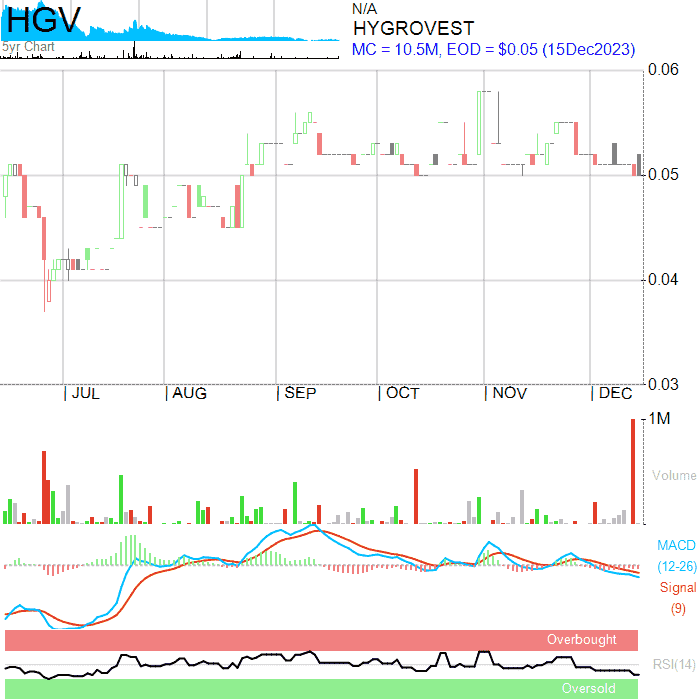 HGV
5yr Chart
N/A
HYGROVEST
MC = 10.5M, EOD = $0.05 (15Dec2023)
0.06
0.05
0.04
0.03
| JUL | AUG | SEP | OCT | NOV | DEC
1M
Volume
MACD
(12-26)
Signal
(9)
Overbought
RSI(14)
Oversold